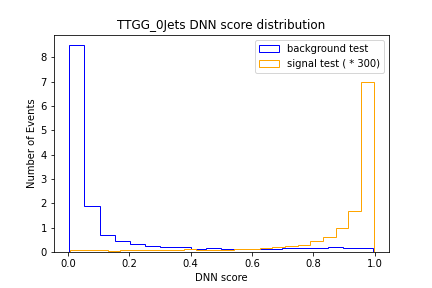 TTGG_0Jets DNN score distribution
background test
signal test ( * 300)
Number of Events
8
7
6
5
4
3
2
1
0
0.0 0.2 0.4 0.6 0.8 1.0
DNN score